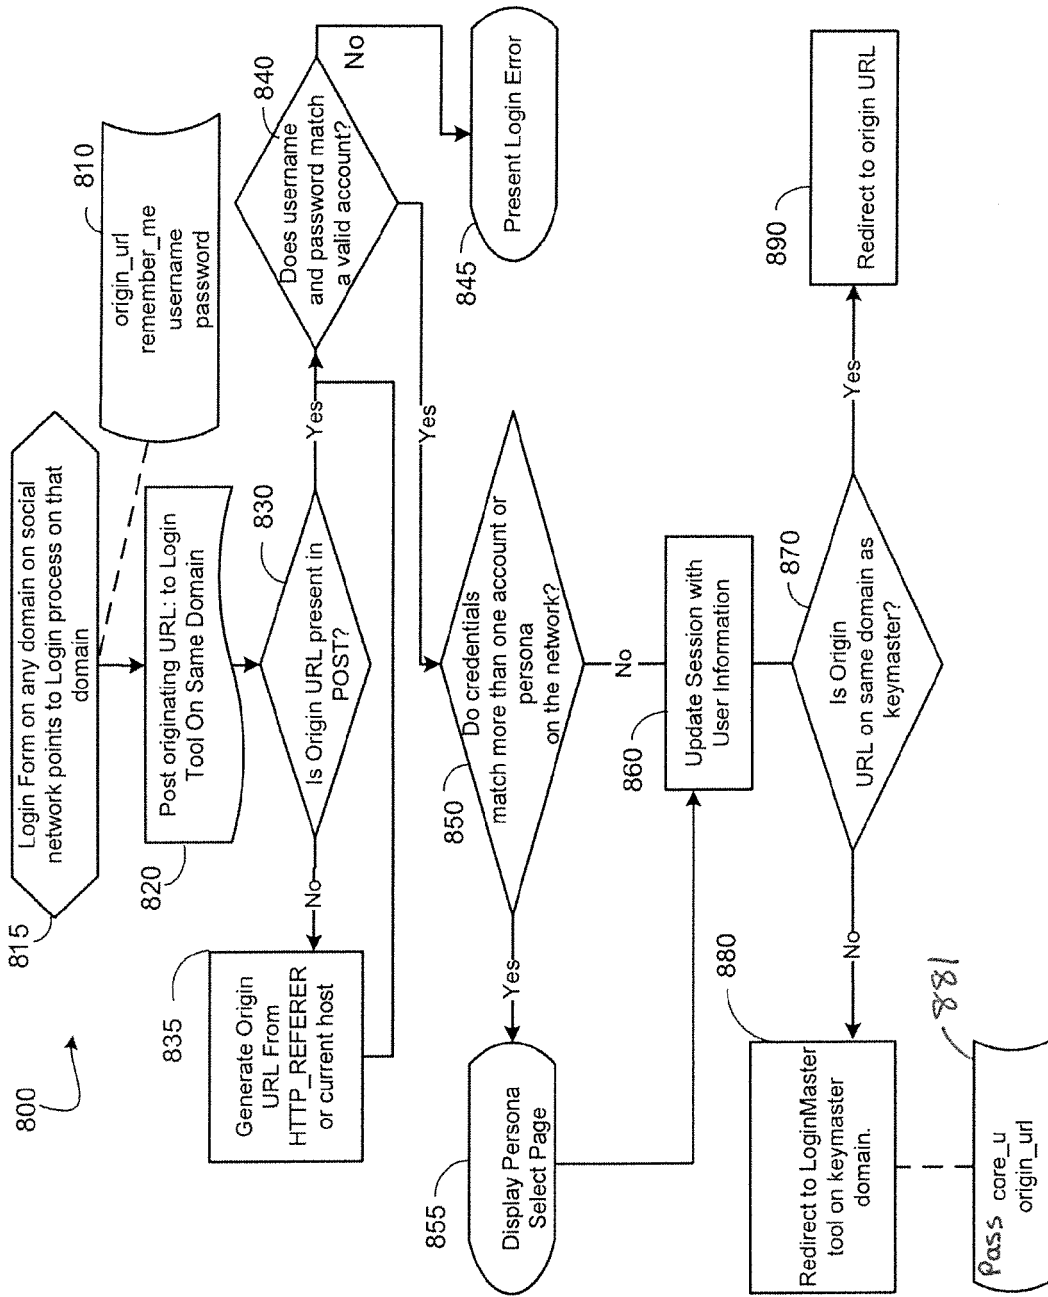 800
815
Login Form on any domain on social
network points to Login process on that
domain
810
origin_url
remember_me
username
password
820
Post originating URL: to Login
Tool On Same Domain
830
Is Origin URL present in
POST?
No
Yes
835
Generate Origin
URL From
HTTP_REFERER
or current host
840
Does username
and password match
a valid account?
No
Yes
845
Present Login Error
850
Do credentials
match more than one account or
persona
on the network?
Yes
No
855
Display Persona
Select Page
860
Update Session with
User Information
870
Is Origin
URL on same domain as
keymaster?
No
Yes
880
Redirect to LoginMaster
tool on keymaster
domain.
881
Pass core_u
origin_url
890
Redirect to origin URL